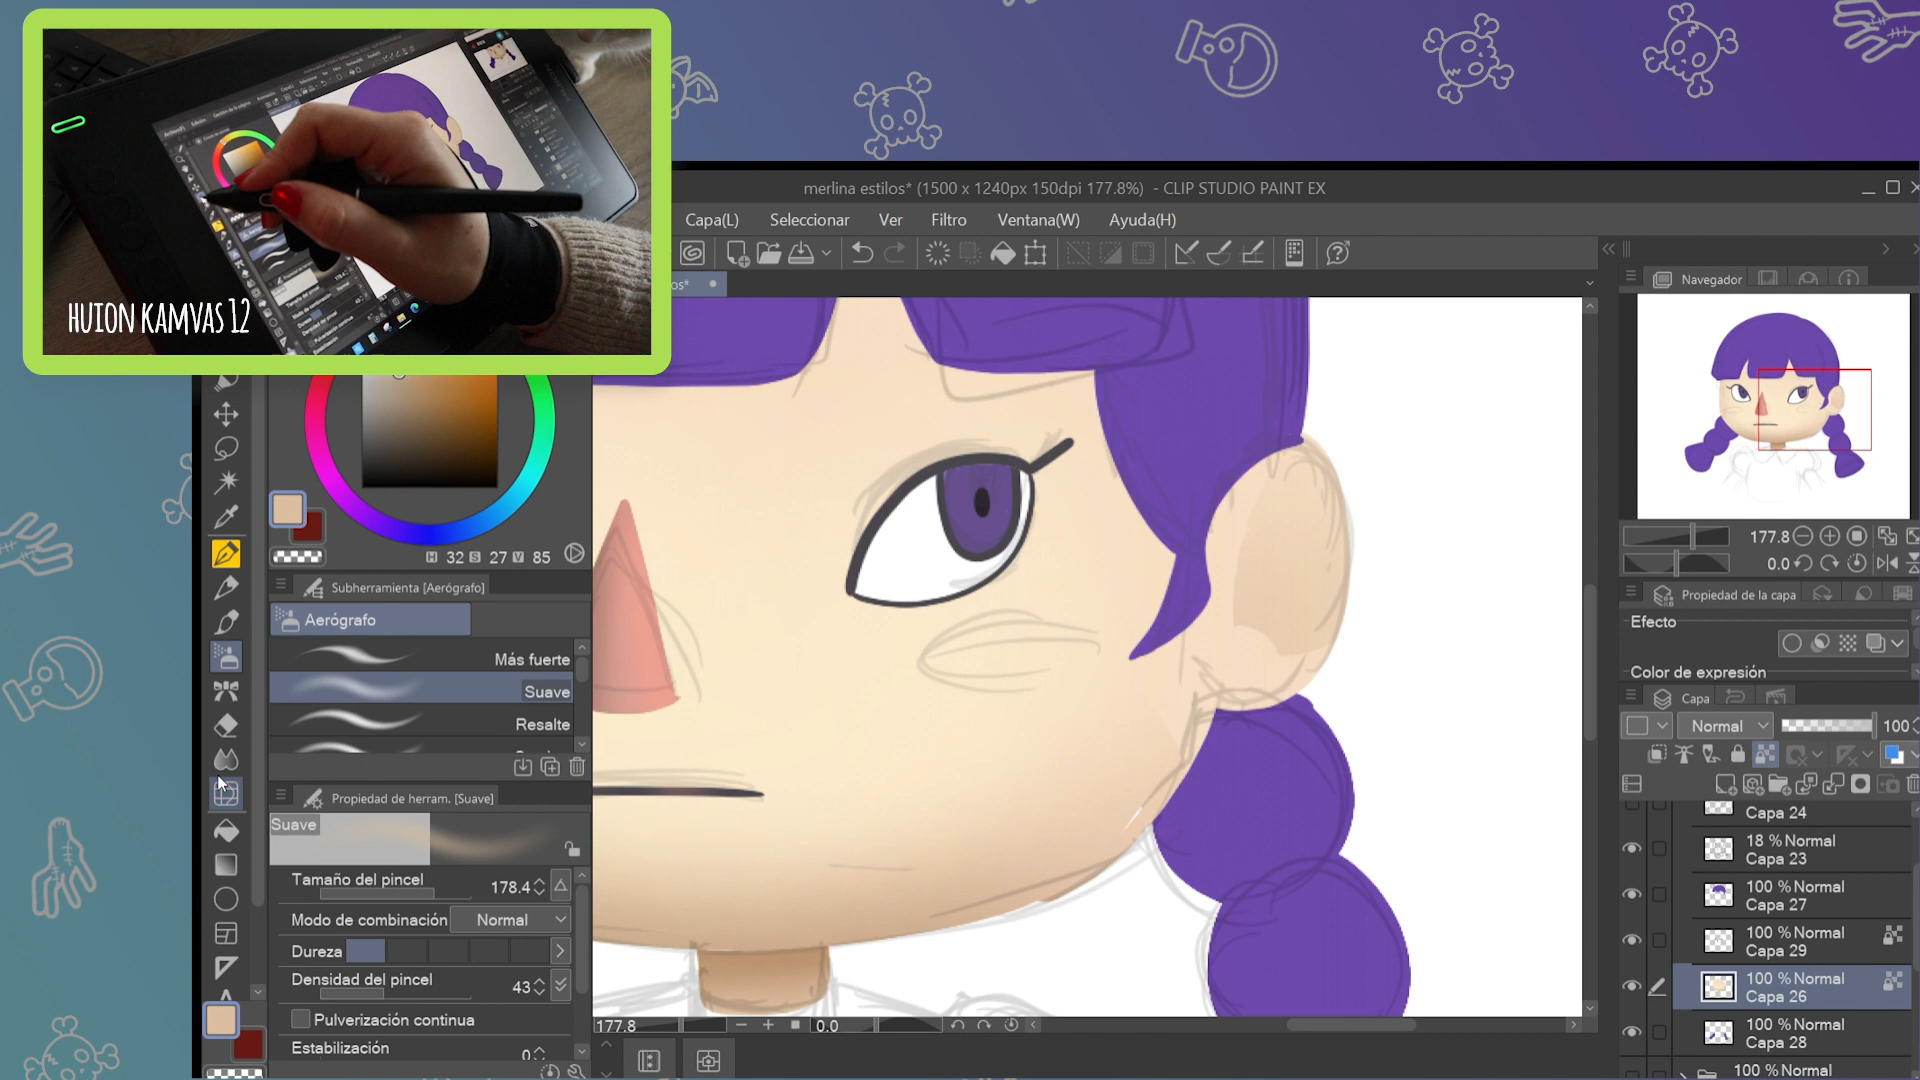 HUION KAMVAS 12
merlina estilos* (1500 x 1240px 150dpi 177.8%) - CLIP STUDIO PAINT EX
Capa(L) Seleccionar Ver Filtro Ventana(W) Ayuda(H)
os*
Navegador
177.8
0.0
Propiedad de la capa
Efecto
Color de expresión
Capa
Normal 100
Capa 24
18 % Normal
Capa 23
100 % Normal
Capa 27
100 % Normal
Capa 29
100 % Normal
Capa 26
100 % Normal
Capa 28
100 % Normal
H 32 S 27 V 85
Subherramienta [Aerógrafo]
Aerógrafo
Más fuerte
Suave
Resalte
Propiedad de herram. [Suave]
Suave
Tamaño del pincel 178.4
Modo de combinación Normal
Dureza
Densidad del pincel 43
Pulverización continua
Estabilización 0
177.8 0.0